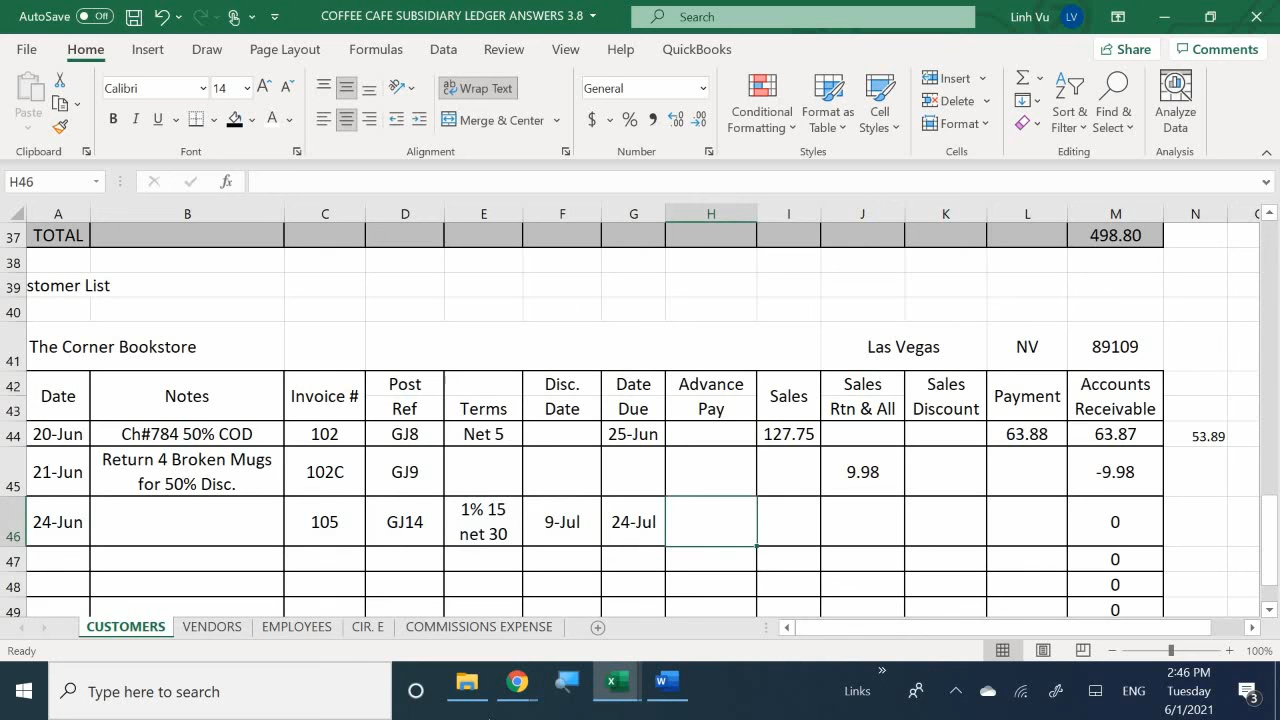 AutoSave Off COFFEE CAFE SUBSIDIARY LEDGER ANSWERS 3.8 Search Linh Vu LV
File Home Insert Draw Page Layout Formulas Data Review View Help QuickBooks Share Comments
Paste Calibri 14 A A ab Wrap Text General Conditional Formatting Format as Table Cell Styles Insert Delete Format Sort & Filter Find & Select Analyze Data
B I U A Merge & Center $ % 9
Clipboard Font Alignment Number Styles Cells Editing Analysis
H46 fx
A B C D E F G H I J K L M N
37 TOTAL 498.80
38
39 stomer List
40
41 The Corner Bookstore Las Vegas NV 89109
42 Date Notes Invoice # Post Disc. Date Advance Sales Sales Sales Payment Accounts
43 Ref Terms Date Due Pay Rtn & All Discount Receivable
44 20-Jun Ch#784 50% COD 102 GJ8 Net 5 25-Jun 127.75 63.88 63.87 53.89
45 21-Jun Return 4 Broken Mugs for 50% Disc. 102C GJ9 9.98 -9.98
46 24-Jun 105 GJ14 1% 15 net 30 9-Jul 24-Jul 0
47 0
48 0
49 0
CUSTOMERS VENDORS EMPLOYEES CIR. E COMMISSIONS EXPENSE
Ready 100%
Type here to search Links ENG 2:46 PM Tuesday 6/1/2021 3